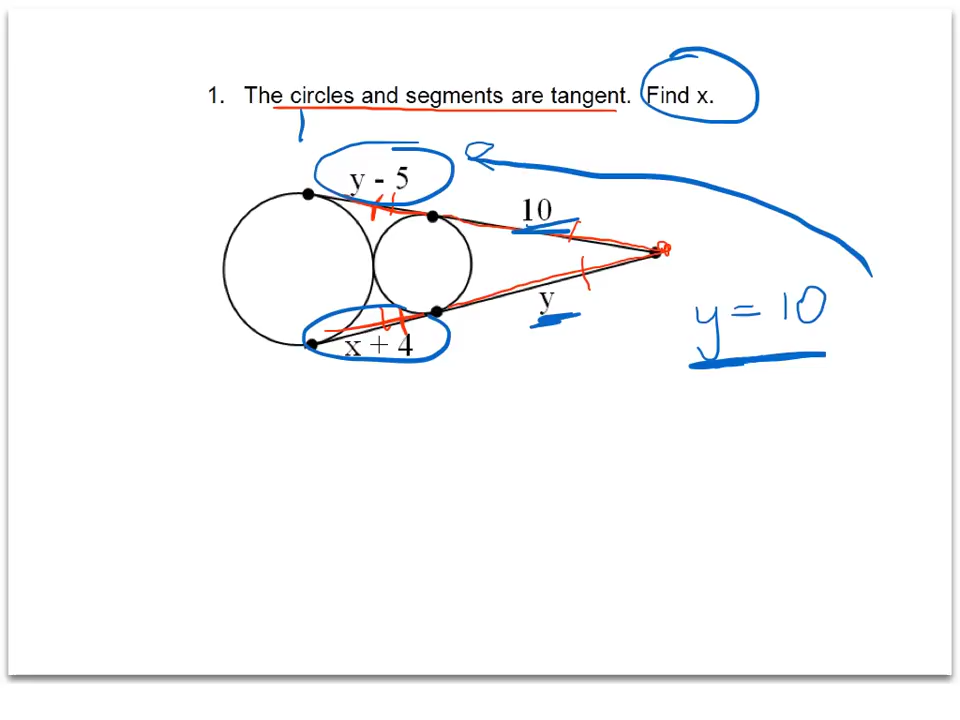 1. The circles and segments are tangent. Find x.
y - 5
10
y
x + 4
y = 10